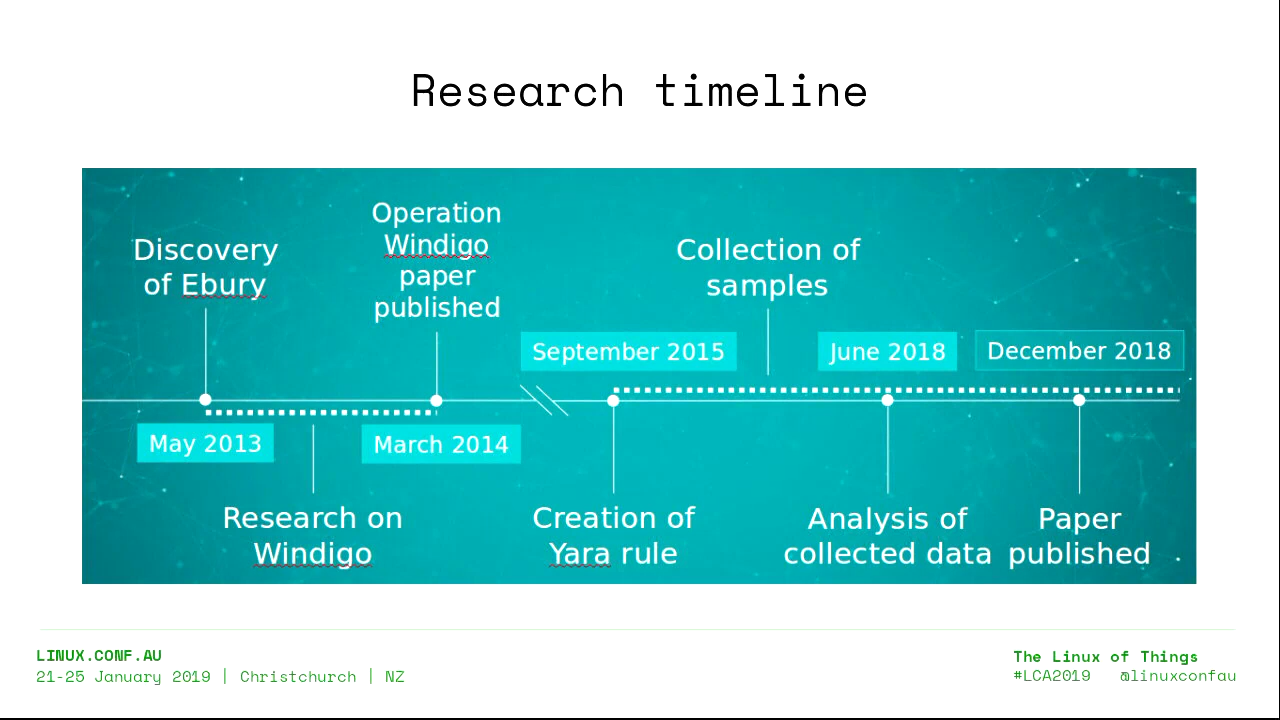 Research timeline
Discovery
of Ebury
Operation
Windigo
paper
published
Collection of
samples
September 2015
June 2018
December 2018
May 2013
March 2014
Research on
Windigo
Creation of
Yara rule
Analysis of
collected data
Paper
published
LINUX.CONF.AU
21-25 January 2019 | Christchurch | NZ
The Linux of Things
#LCA2019 @linuxconfau